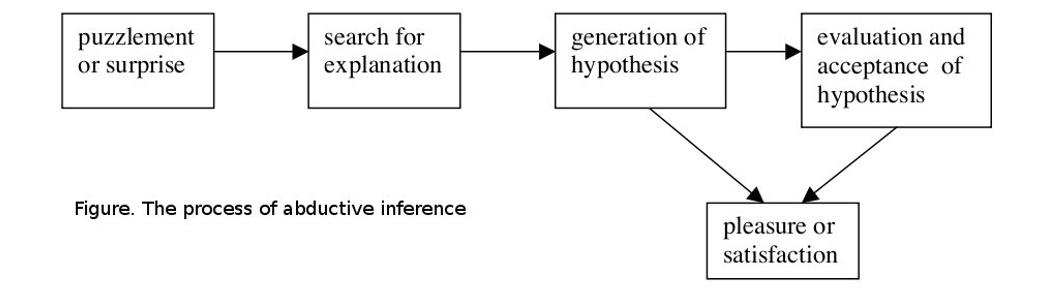 puzzlement
or surprise
search for
explanation
generation of
hypothesis
evaluation and
acceptance of
hypothesis
Figure. The process of abductive inference
pleasure or
satisfaction